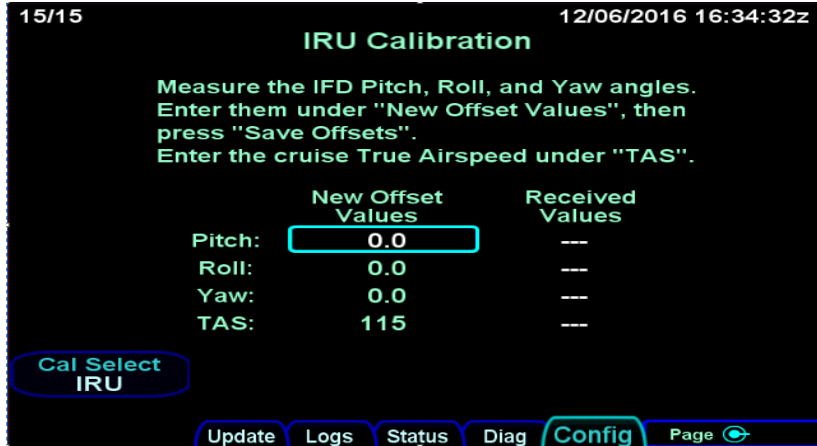 15/15 12/06/2016 16:34:32z
IRU Calibration
Measure the IFD Pitch, Roll, and Yaw angles.
Enter them under "New Offset Values", then
press "Save Offsets".
Enter the cruise True Airspeed under "TAS".
New Offset Received
Values Values
Pitch: 0.0 ---
Roll: 0.0 ---
Yaw: 0.0 ---
TAS: 115 ---
Cal Select
IRU
Update Logs Status Diag Config Page